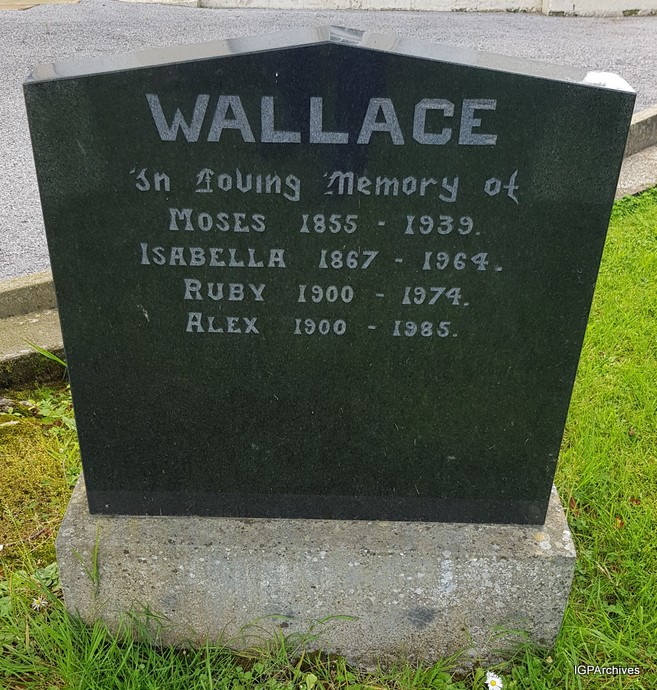 WALLACE
In Loving Memory of
MOSES 1855 - 1939.
ISABELLA 1867 - 1964.
RUBY 1900 - 1974.
ALEX 1900 - 1985.
IGPArchives